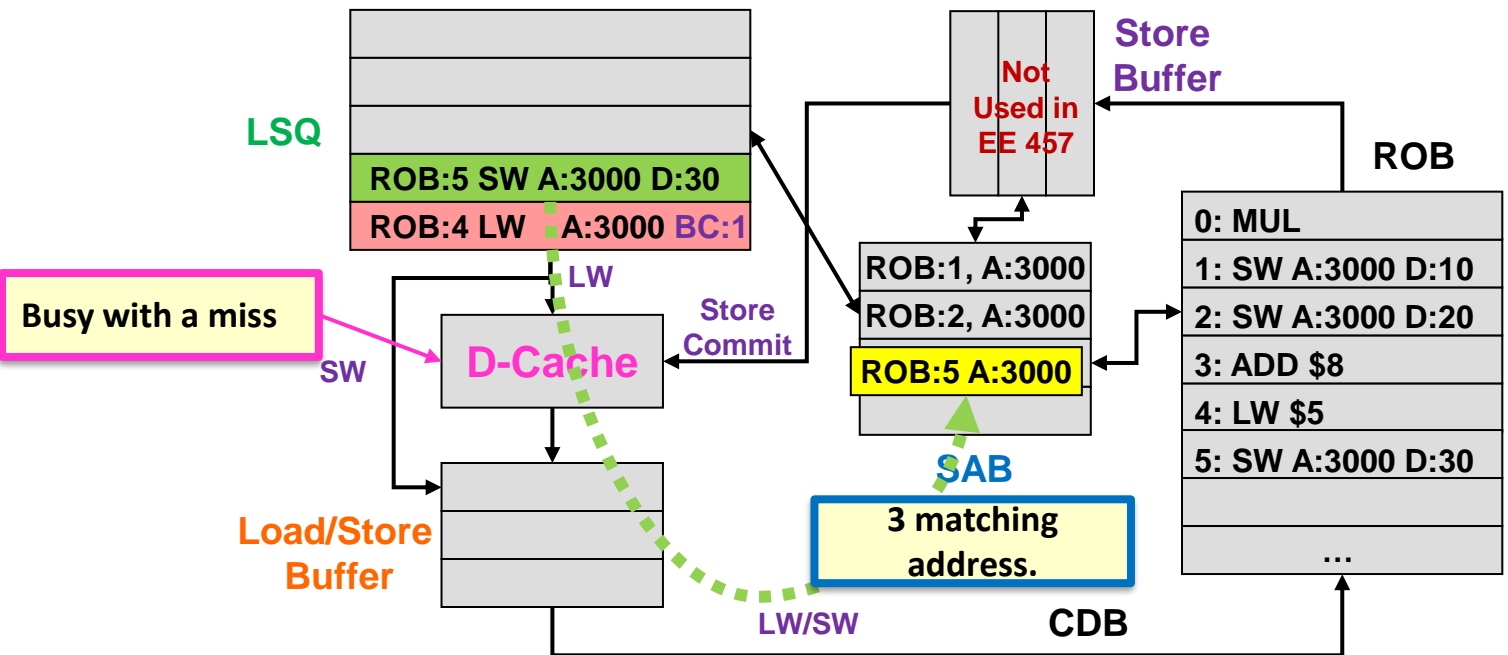 LSQ
ROB:5 SW A:3000 D:30
ROB:4 LW A:3000 BC:1
Not
Used in
EE 457
Store
Buffer
ROB
0: MUL
1: SW A:3000 D:10
2: SW A:3000 D:20
3: ADD $8
4: LW $5
5: SW A:3000 D:30
...
ROB:1, A:3000
ROB:2, A:3000
ROB:5 A:3000
SAB
3 matching
address.
Busy with a miss
LW
SW
Store
Commit
D-Cache
Load/Store
Buffer
LW/SW
CDB